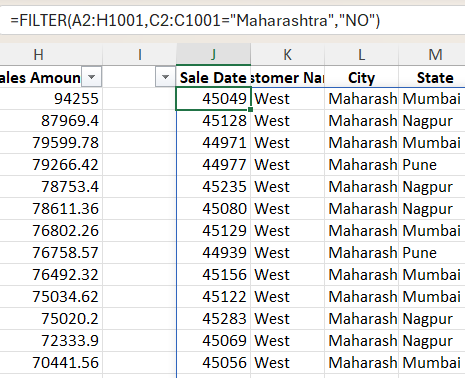 =FILTER(A2:H1001,C2:C1001="Maharashtra","NO")
H I J K L M
ales Amoun Sale Date stomer Nar City State
94255 45049 West Maharash Mumbai
87969.4 45128 West Maharash Nagpur
79599.78 44971 West Maharash Mumbai
79266.42 44977 West Maharash Pune
78753.4 45235 West Maharash Nagpur
78611.36 45080 West Maharash Nagpur
76802.26 45129 West Maharash Mumbai
76758.57 44939 West Maharash Pune
76492.32 45156 West Maharash Mumbai
75034.62 45122 West Maharash Mumbai
75020.2 45283 West Maharash Nagpur
72333.9 45069 West Maharash Nagpur
70441.56 45056 West Maharash Mumbai